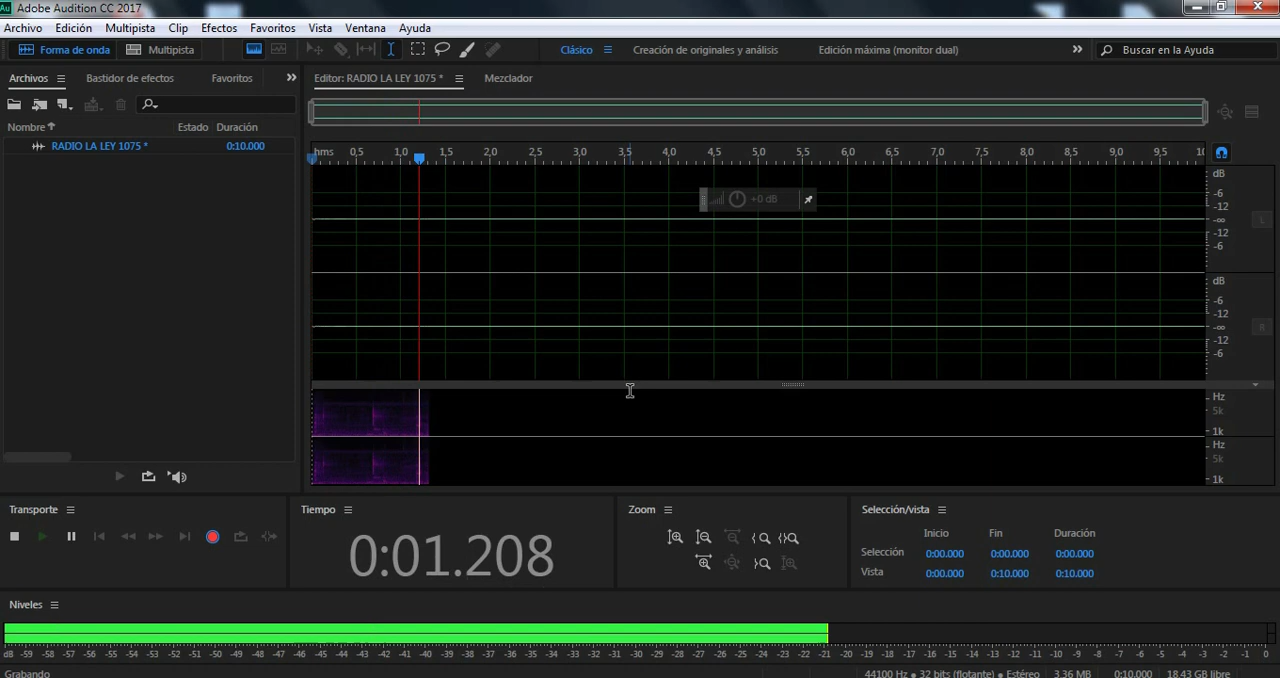 Au Adobe Audition CC 2017
Archivo Edición Multipista Clip Efectos Favoritos Vista Ventana Ayuda
Forma de onda Multipista Clásico Creación de originales y análisis Edición máxima (monitor dual) Buscar en la Ayuda
Archivos Bastidor de efectos Favoritos Editor: RADIO LA LEY 1075 * Mezclador
Nombre Estado Duración
RADIO LA LEY 1075 * 0:10.000
hms 0,5 1,0 1,5 2,0 2,5 3,0 3,5 4,0 4,5 5,0 5,5 6,0 6,5 7,0 7,5 8,0 8,5 9,0 9,5 10
dB
-6
-12
-∞
-12
-6
L
+0 dB
dB
-6
-12
-∞
-12
-6
R
Hz
5k
1k
Hz
5k
1k
Transporte Tiempo Zoom Selección/vista
0:01.208
Inicio Fin Duración
Selección 0:00.000 0:00.000 0:00.000
Vista 0:00.000 0:10.000 0:10.000
Niveles
dB -59 -58 -57 -56 -55 -54 -53 -52 -51 -50 -49 -48 -47 -46 -45 -44 -43 -42 -41 -40 -39 -38 -37 -36 -35 -34 -33 -32 -31 -30 -29 -28 -27 -26 -25 -24 -23 -22 -21 -20 -19 -18 -17 -16 -15 -14 -13 -12 -11 -10 -9 -8 -7 -6 -5 -4 -3 -2 -1 0
Grabando 44100 Hz • 32 bits (flotante) • Estéreo 3.36 MB 0:10.000 18.43 GB libre